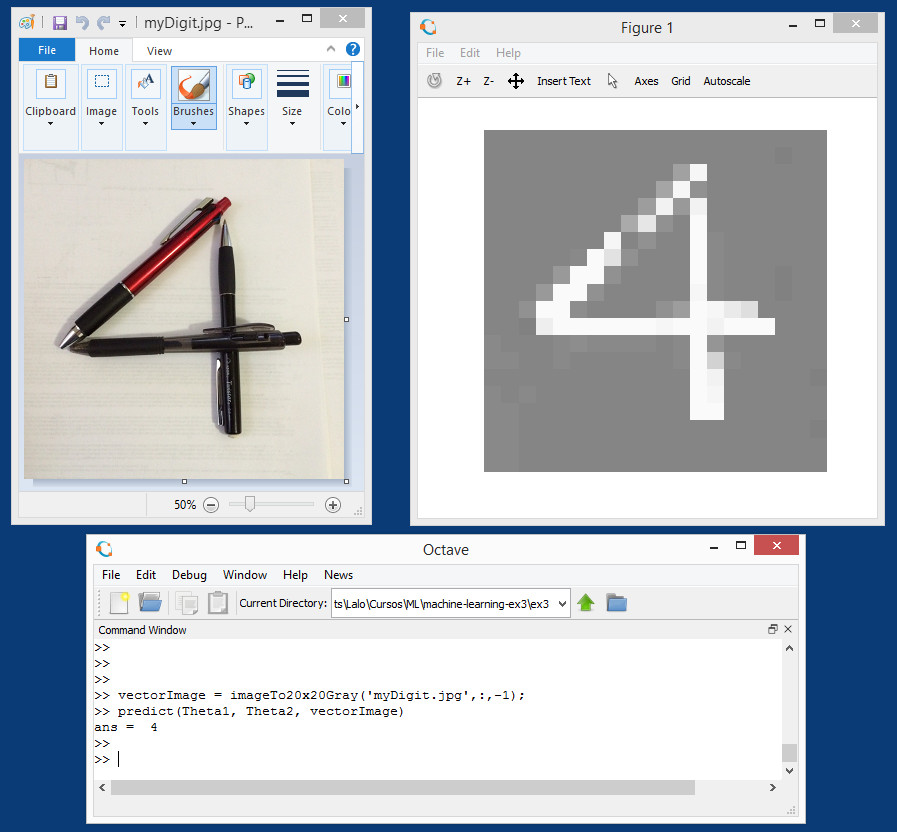 myDigit.jpg - P...
File
Home
View
Clipboard
Image
Tools
Brushes
Shapes
Size
Colo
50%
Figure 1
File Edit Help
Z+ Z- Insert Text Axes Grid Autoscale
Octave
File Edit Debug Window Help News
Current Directory: ts\Lalo\Cursos\ML\machine-learning-ex3\ex3
Command Window
>>
>>
>>
>> vectorImage = imageTo20x20Gray('myDigit.jpg',:,-1);
>> predict(Theta1, Theta2, vectorImage)
ans =  4
>>
>>